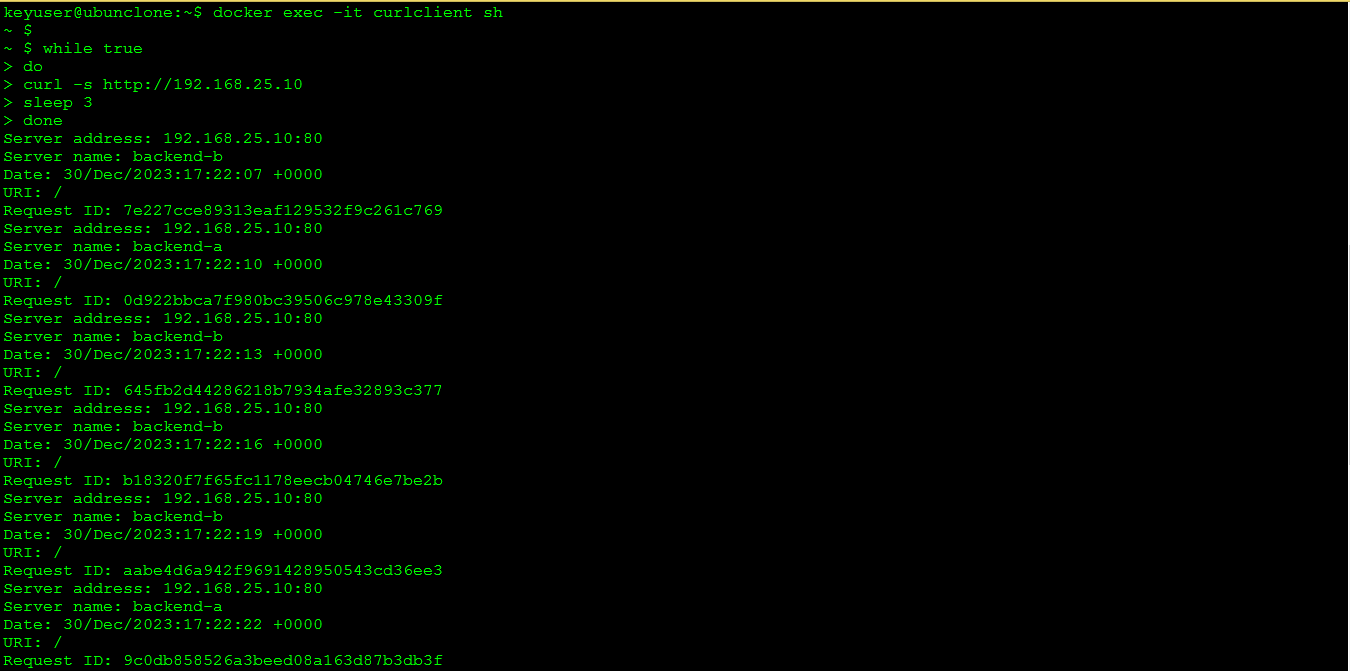 keyuser@ubunclone:~$ docker exec -it curlclient sh
~ $
~ $ while true
> do
> curl -s http://192.168.25.10
> sleep 3
> done
Server address: 192.168.25.10:80
Server name: backend-b
Date: 30/Dec/2023:17:22:07 +0000
URI: /
Request ID: 7e227cce89313eaf129532f9c261c769
Server address: 192.168.25.10:80
Server name: backend-a
Date: 30/Dec/2023:17:22:10 +0000
URI: /
Request ID: 0d922bbca7f980bc39506c978e43309f
Server address: 192.168.25.10:80
Server name: backend-b
Date: 30/Dec/2023:17:22:13 +0000
URI: /
Request ID: 645fb2d44286218b7934afe32893c377
Server address: 192.168.25.10:80
Server name: backend-b
Date: 30/Dec/2023:17:22:16 +0000
URI: /
Request ID: b18320f7f65fc1178eecb04746e7be2b
Server address: 192.168.25.10:80
Server name: backend-b
Date: 30/Dec/2023:17:22:19 +0000
URI: /
Request ID: aabe4d6a942f9691428950543cd36ee3
Server address: 192.168.25.10:80
Server name: backend-a
Date: 30/Dec/2023:17:22:22 +0000
URI: /
Request ID: 9c0db858526a3beed08a163d87b3db3f